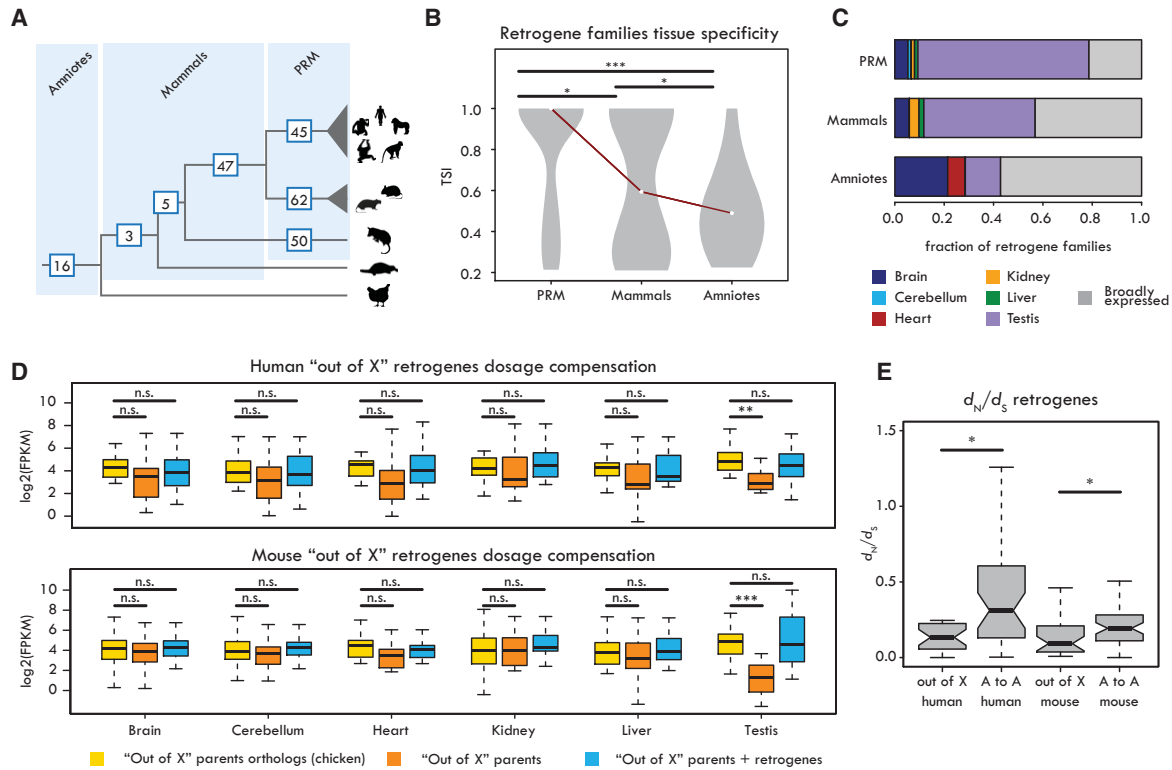 A
Amniotes
Mammals
PRM
45
47
62
5
3
50
16
B
Retrogene families tissue specificity
***
*
*
TSI
1.0
0.8
0.6
0.4
0.2
PRM
Mammals
Amniotes
C
PRM
Mammals
Amniotes
0.0 0.2 0.4 0.6 0.8 1.0
fraction of retrogene families
Brain
Cerebellum
Heart
Kidney
Liver
Testis
Broadly expressed
D
Human “out of X” retrogenes dosage compensation
log2(FPKM)
10
8
6
4
2
0
n.s. n.s. n.s. n.s. n.s. n.s.
n.s. n.s. n.s. n.s. n.s. **
Mouse “out of X” retrogenes dosage compensation
log2(FPKM)
10
8
6
4
2
0
n.s. n.s. n.s. n.s. n.s. n.s.
n.s. n.s. n.s. n.s. n.s. ***
Brain Cerebellum Heart Kidney Liver Testis
“Out of X” parents orthologs (chicken)
“Out of X” parents
“Out of X” parents + retrogenes
E
dN/dS retrogenes
dN/dS
1.5
1.0
0.5
0.0
*
*
out of X human
A to A human
out of X mouse
A to A mouse